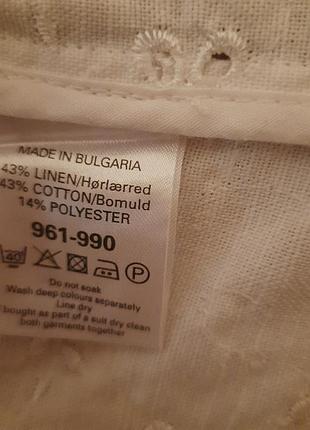 MADE IN BULGARIA
43% LINEN/Hørlærred
43% COTTON/Bomuld
14% POLYESTER
961-990
40° P
Do not soak
Wash deep colours separately
Line dry
bought as part of a suit dry clean
both garments together